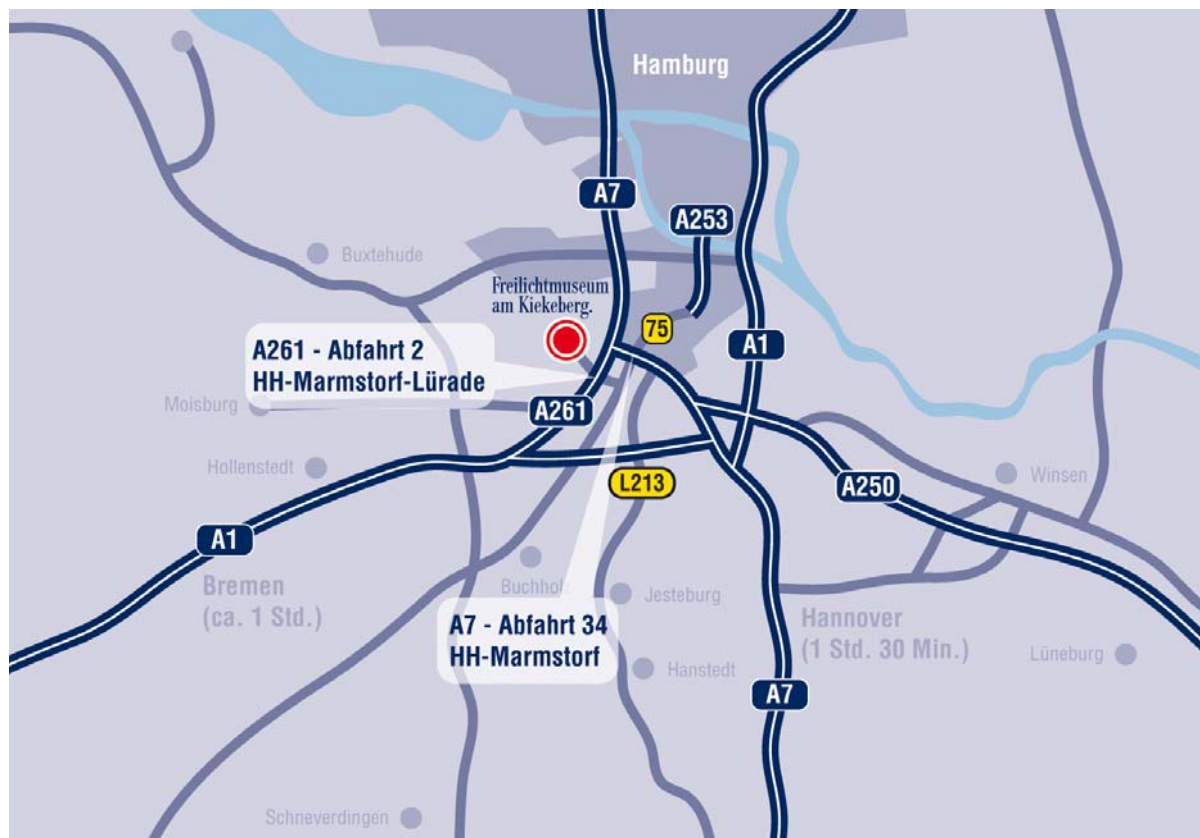 Hamburg
A7
A253
Buxtehude
Freilichtmuseum
am Kiekeberg.
75
A1
A261 - Abfahrt 2
HH-Marmstorf-Lürade
Moisburg
A261
Hollenstedt
L213
A250
Winsen
A1
Bremen
(ca. 1 Std.)
Buchholz
Jesteburg
A7 - Abfahrt 34
HH-Marmstorf
Hannover
(1 Std. 30 Min.)
Hanstedt
Lüneburg
A7
Schneverdingen